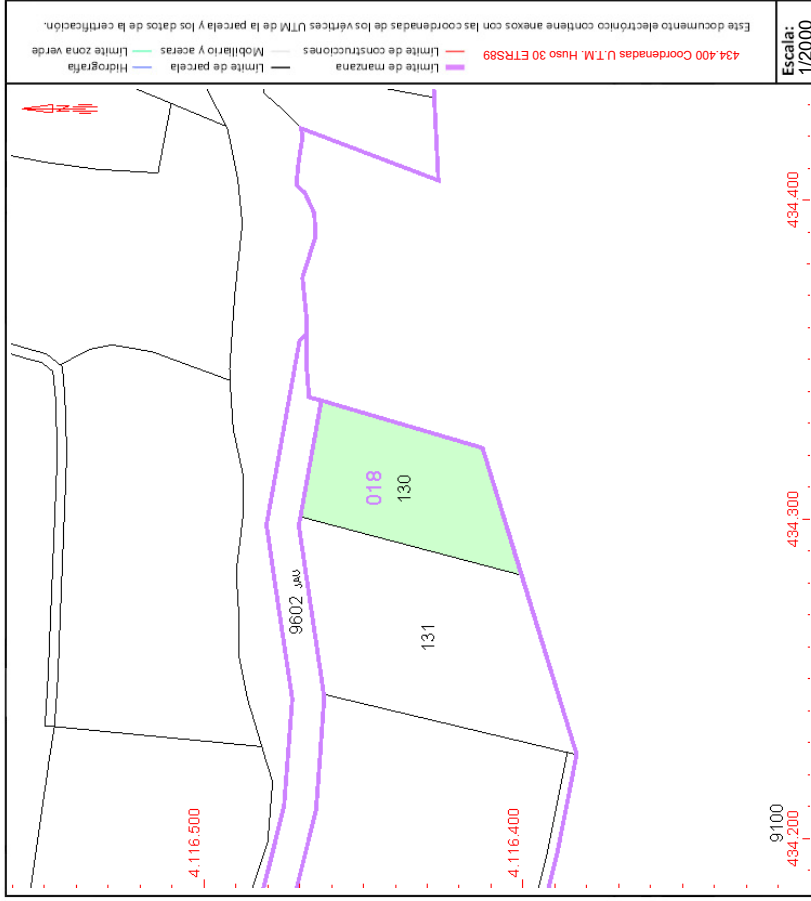 Este documento electrónico contiene anexos con las coordenadas de los vértices UTM de la parcela y los datos de la certificación.
434.400 Coordenadas U.T.M. Huso 30 ETRS89
Límite de manzana
Límite de construcciones
Límite de parcela
Mobiliario y aceras
Hidrografía
Límite zona verde
Escala:
1/2000
4.116.500
4.116.400
434.400
434.300
434.200
9602
018
130
131
9100